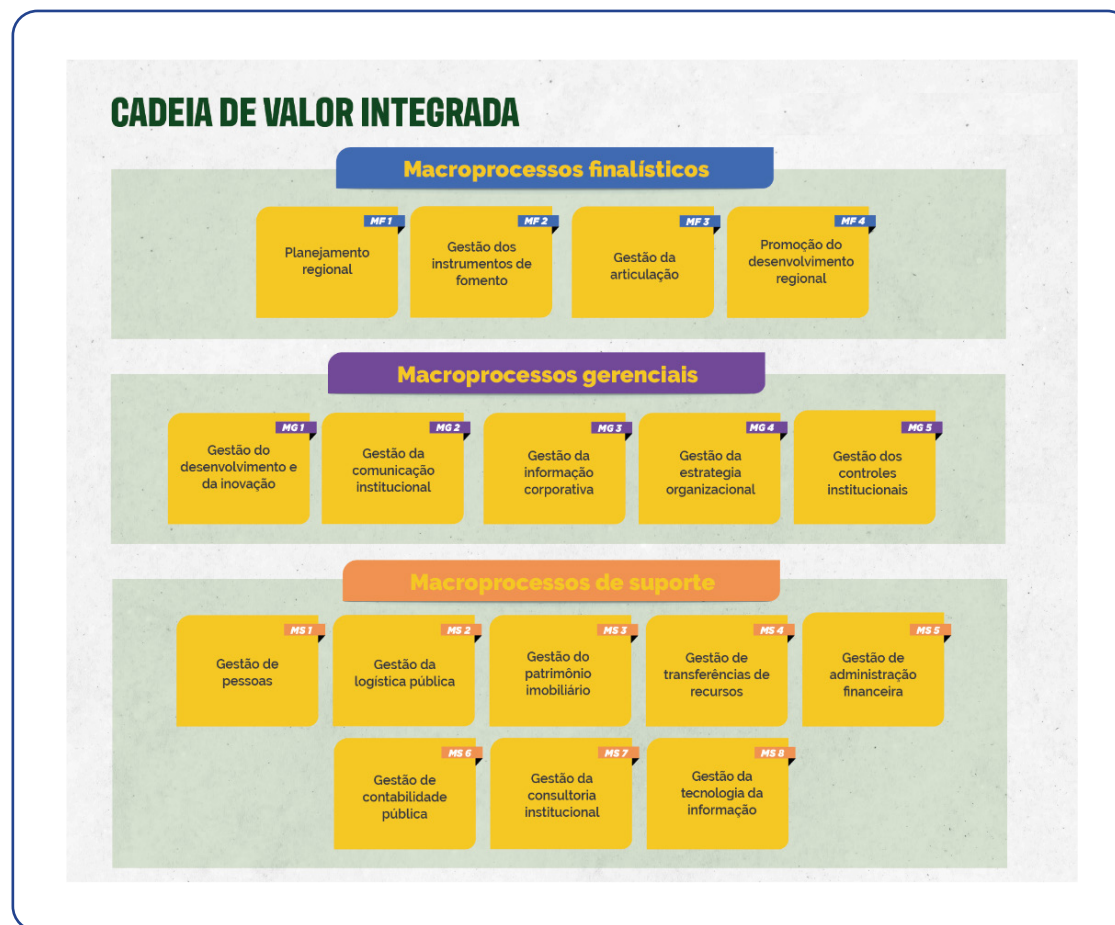 CADEIA DE VALOR INTEGRADA
Macroprocessos finalísticos
MF 1
Planejamento
regional
MF 2
Gestão dos
instrumentos de
fomento
MF 3
Gestão da
articulação
MF 4
Promoção do
desenvolvimento
regional
Macroprocessos gerenciais
MG 1
Gestão do
desenvolvimento e
da inovação
MG 2
Gestão da
comunicação
institucional
MG 3
Gestão da
informação
corporativa
MG 4
Gestão da
estrategia
organizacional
MG 5
Gestão dos
controles
institucionais
Macroprocessos de suporte
MS 1
Gestão de
pessoas
MS 2
Gestão da
logística pública
MS 3
Gestão do
patrimônio
imobiliário
MS 4
Gestão de
transferências de
recursos
MS 5
Gestão de
administração
financeira
MS 6
Gestão de
contabilidade
pública
MS 7
Gestão da
consultoria
institucional
MS 8
Gestão da
tecnologia da
informação